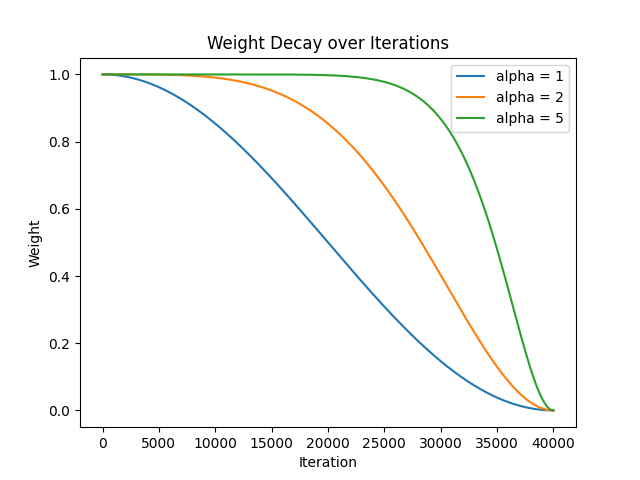 Weight Decay over Iterations
alpha = 1
alpha = 2
alpha = 5
Weight
1.0
0.8
0.6
0.4
0.2
0.0
0 5000 10000 15000 20000 25000 30000 35000 40000
Iteration